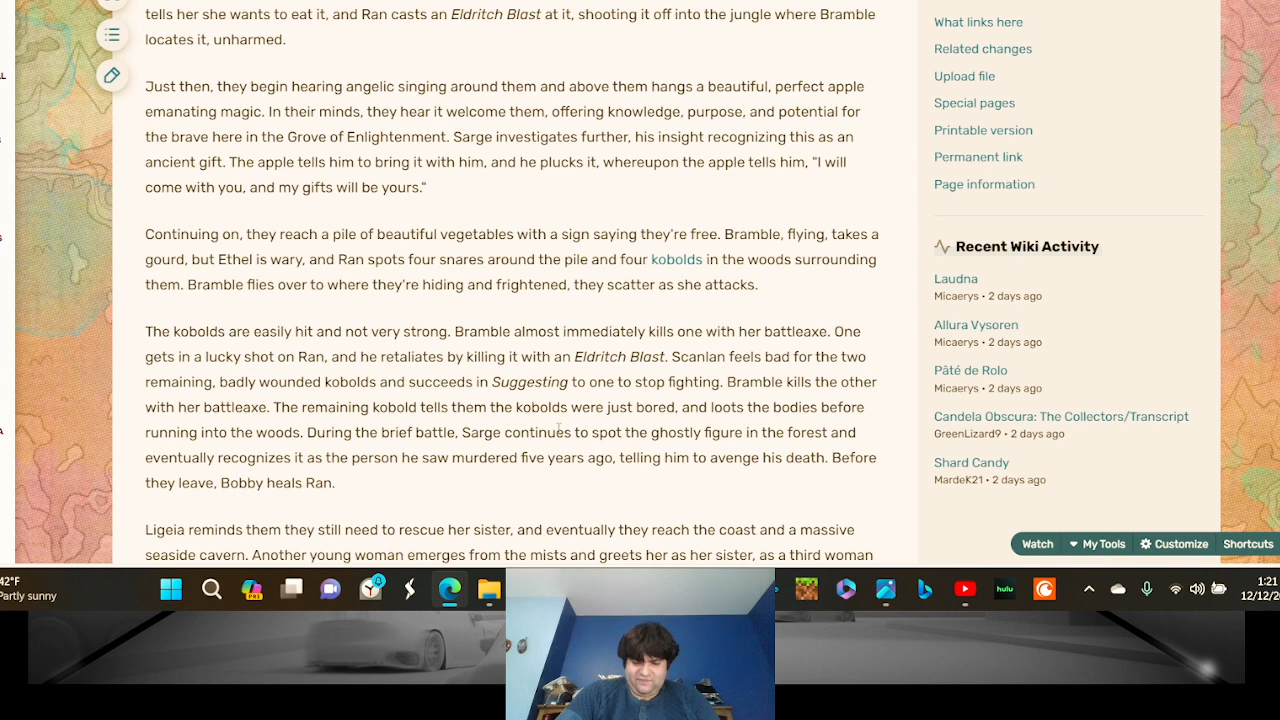 tells her she wants to eat it, and Ran casts an Eldritch Blast at it, shooting it off into the jungle where Bramble
locates it, unharmed.
Just then, they begin hearing angelic singing around them and above them hangs a beautiful, perfect apple
emanating magic. In their minds, they hear it welcome them, offering knowledge, purpose, and potential for
the brave here in the Grove of Enlightenment. Sarge investigates further, his insight recognizing this as an
ancient gift. The apple tells him to bring it with him, and he plucks it, whereupon the apple tells him, "I will
come with you, and my gifts will be yours."
Continuing on, they reach a pile of beautiful vegetables with a sign saying they're free. Bramble, flying, takes a
gourd, but Ethel is wary, and Ran spots four snares around the pile and four kobolds in the woods surrounding
them. Bramble flies over to where they're hiding and frightened, they scatter as she attacks.
The kobolds are easily hit and not very strong. Bramble almost immediately kills one with her battleaxe. One
gets in a lucky shot on Ran, and he retaliates by killing it with an Eldritch Blast. Scanlan feels bad for the two
remaining, badly wounded kobolds and succeeds in Suggesting to one to stop fighting. Bramble kills the other
with her battleaxe. The remaining kobold tells them the kobolds were just bored, and loots the bodies before
running into the woods. During the brief battle, Sarge continues to spot the ghostly figure in the forest and
eventually recognizes it as the person he saw murdered five years ago, telling him to avenge his death. Before
they leave, Bobby heals Ran.
Ligeia reminds them they still need to rescue her sister, and eventually they reach the coast and a massive
seaside cavern. Another young woman emerges from the mists and greets her as her sister, as a third woman
What links here
Related changes
Upload file
Special pages
Printable version
Permanent link
Page information
Recent Wiki Activity
Laudna
Micaerys • 2 days ago
Allura Vysoren
Micaerys • 2 days ago
Pâté de Rolo
Micaerys • 2 days ago
Candela Obscura: The Collectors/Transcript
GreenLizard9 • 2 days ago
Shard Candy
MardeK21 • 2 days ago
Watch My Tools Customize Shortcuts
42°F
Partly sunny
PRE
hulu
1:21
12/12/2